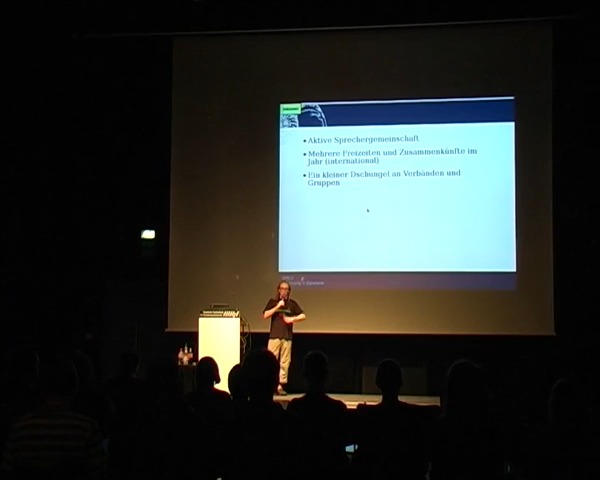 Aktive Sprechergemeinschaft
Mehrere Freizeiten und Zusammenkünfte im
Jahr (international)
Ein kleiner Dschungel an Verbänden und
Gruppen